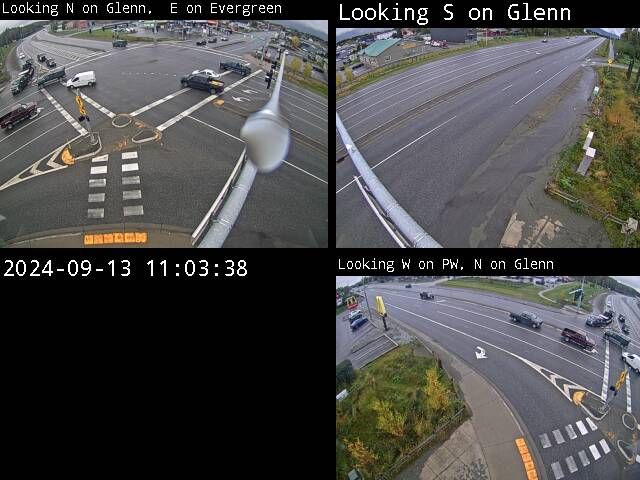 Looking N on Glenn,  E on Evergreen
Looking S on Glenn
2024-09-13 11:03:38
Looking W on PW, N on Glenn